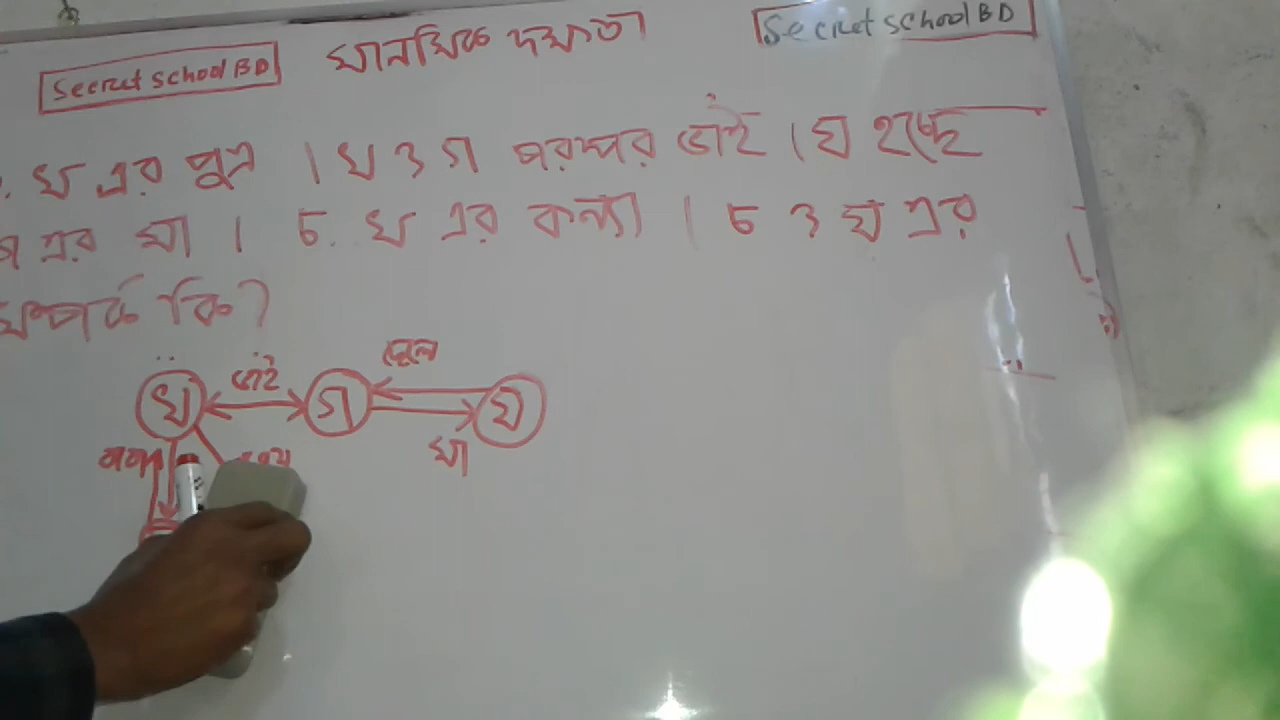 Secret School BD মানসিক দক্ষতা Secret School BD
খ এর পুত্র । খ ও গ পরস্পর ভাই । ঘ হচ্ছে
গ এর মা । চ. খ এর কন্যা । চ ও ঘ এর
সম্পর্ক কি?
ছেলে
খ ভাই গ ঘ
মা
বাবা